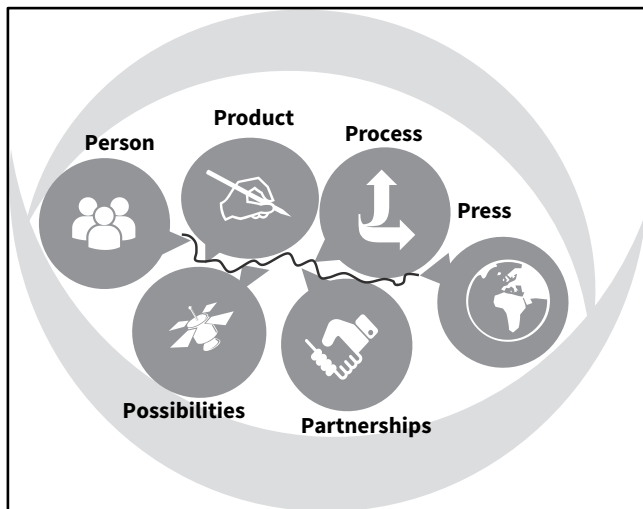 Person
Product
Process
Press
Possibilities
Partnerships